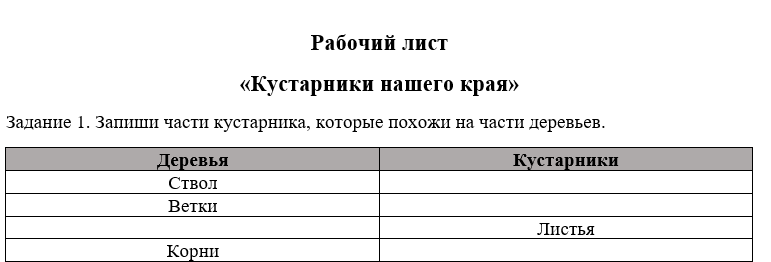 Рабочий лист
«Кустарники нашего края»
Задание 1. Запиши части кустарника, которые похожи на части деревьев.
Деревья Кустарники
Ствол
Ветки
Листья
Корни